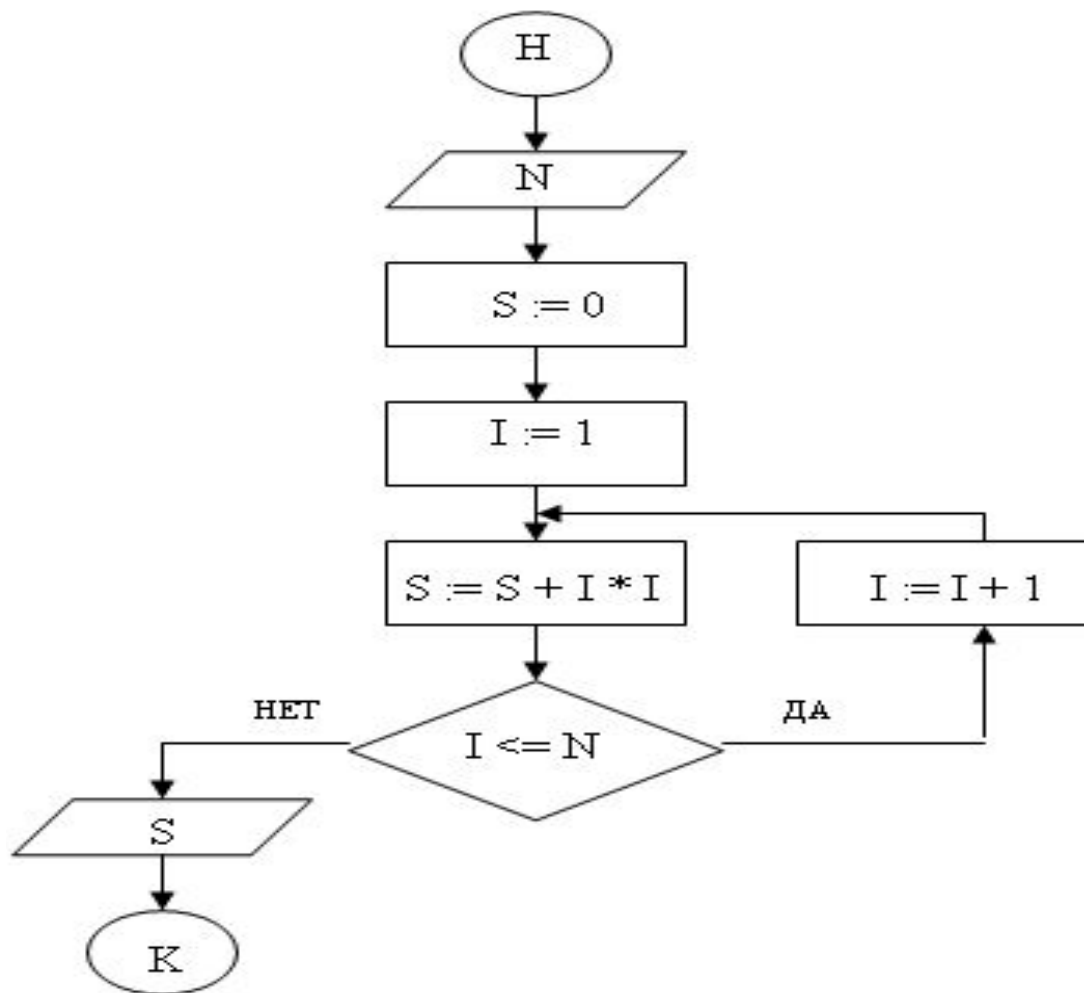 Н
N
S := 0
I := 1
S := S + I * I
I := I + 1
НЕТ
ДА
I <= N
S
К